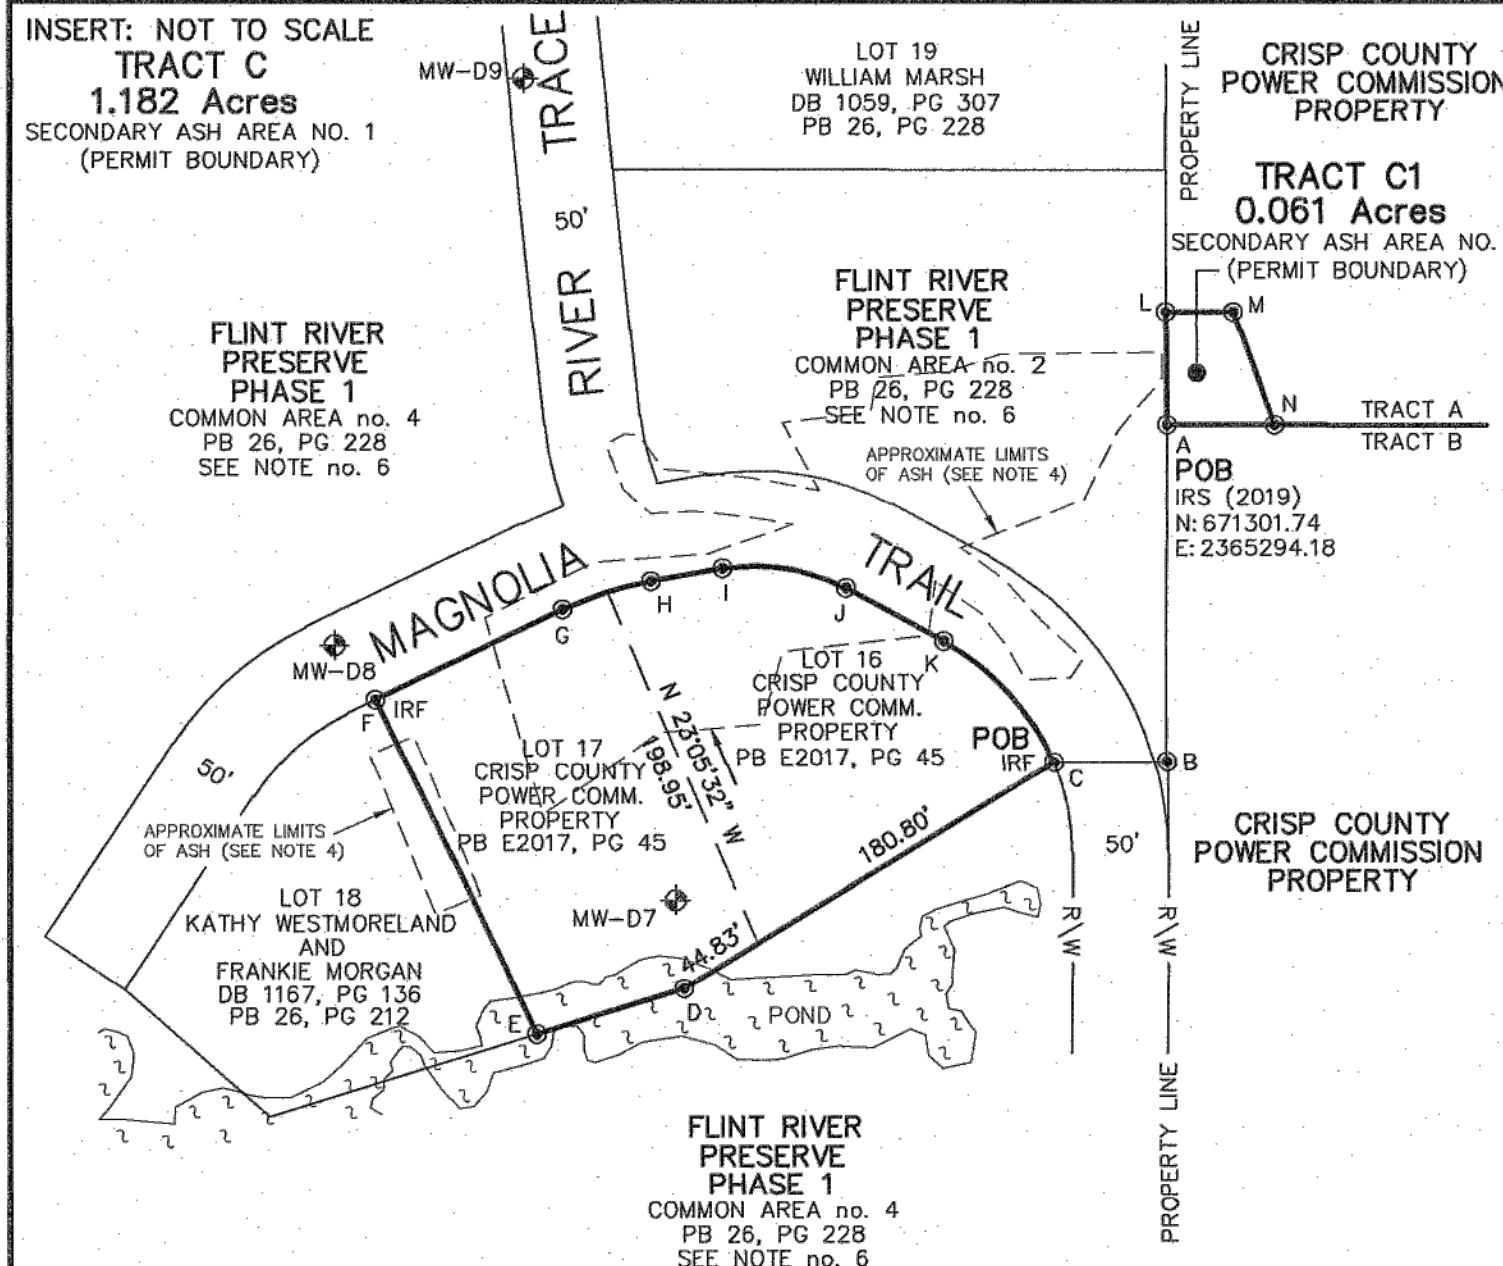 INSERT: NOT TO SCALE
TRACT C
1.182 Acres
SECONDARY ASH AREA NO. 1
(PERMIT BOUNDARY)
MW-D9
RIVER TRACE
50'
LOT 19
WILLIAM MARSH
DB 1059, PG 307
PB 26, PG 228
PROPERTY LINE
CRISP COUNTY
POWER COMMISSION
PROPERTY
TRACT C1
0.061 Acres
SECONDARY ASH AREA NO.
(PERMIT BOUNDARY)
FLINT RIVER
PRESERVE
PHASE 1
COMMON AREA no. 4
PB 26, PG 228
SEE NOTE no. 6
FLINT RIVER
PRESERVE
PHASE 1
COMMON AREA no. 2
PB 26, PG 228
SEE NOTE no. 6
APPROXIMATE LIMITS
OF ASH (SEE NOTE 4)
L
M
N
A
TRACT A
TRACT B
POB
IRS (2019)
N: 671301.74
E: 2365294.18
MAGNOLIA TRAIL
MW-D8
F
IRF
G
H
I
J
K
50'
LOT 16
CRISP COUNTY
POWER COMM.
PROPERTY
PB E2017, PG 45
N 23°05'32" W
198.95'
LOT 17
CRISP COUNTY
POWER COMM.
PROPERTY
PB E2017, PG 45
POB
IRF
C
B
APPROXIMATE LIMITS
OF ASH (SEE NOTE 4)
180.80'
50'
CRISP COUNTY
POWER COMMISSION
PROPERTY
LOT 18
KATHY WESTMORELAND
AND
FRANKIE MORGAN
DB 1167, PG 136
PB 26, PG 212
MW-D7
44.83'
R\W
R\W
E
D
POND
PROPERTY LINE
FLINT RIVER
PRESERVE
PHASE 1
COMMON AREA no. 4
PB 26, PG 228
SEE NOTE no. 6